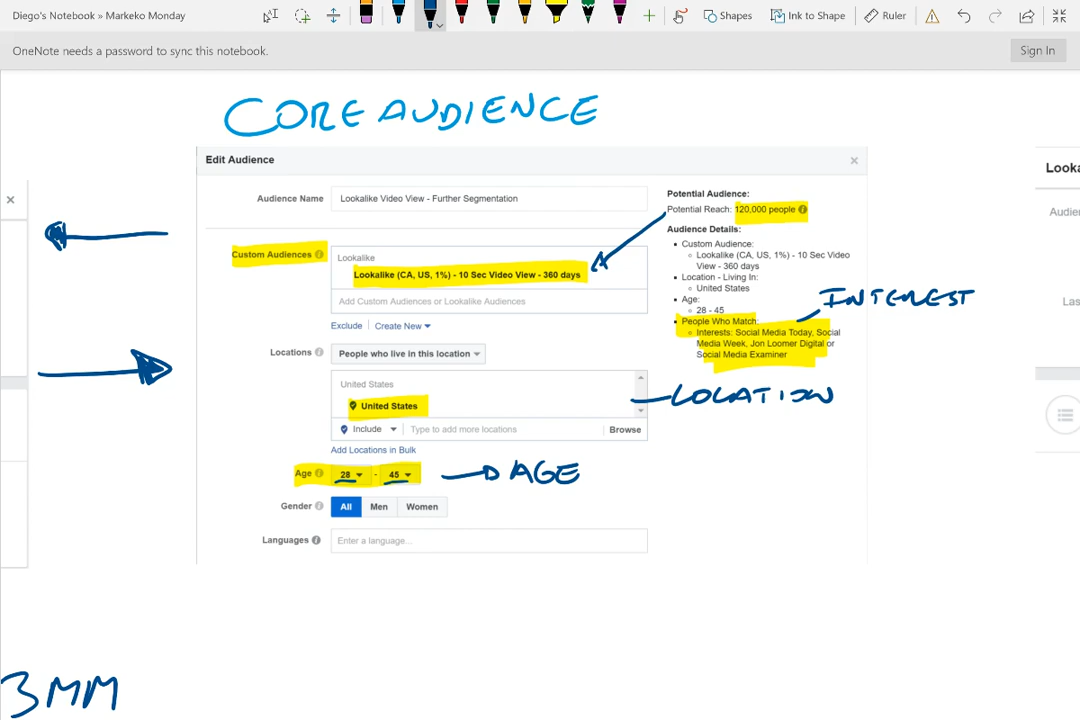 Diego's Notebook » Markeko Monday
Shapes
Ink to Shape
Ruler
OneNote needs a password to sync this notebook.
Sign In
CORE AUDIENCE
Edit Audience
Audience Name
Lookalike Video View - Further Segmentation
Custom Audiences
Lookalike
Lookalike (CA, US, 1%) - 10 Sec Video View - 360 days
Add Custom Audiences or Lookalike Audiences
Exclude
Create New
Locations
People who live in this location
United States
United States
Include
Type to add more locations
Browse
Add Locations in Bulk
Age
28 - 45
AGE
LOCATION
Gender
All Men Women
Languages
Enter a language...
Potential Audience:
Potential Reach: 120,000 people
Audience Details:
Custom Audience:
Lookalike (CA, US, 1%) - 10 Sec Video
View - 360 days
Location - Living In:
United States
Age:
28 - 45
People Who Match:
Interests: Social Media Today, Social
Media Week, Jon Loomer Digital or
Social Media Examiner
INTEREST
3MM